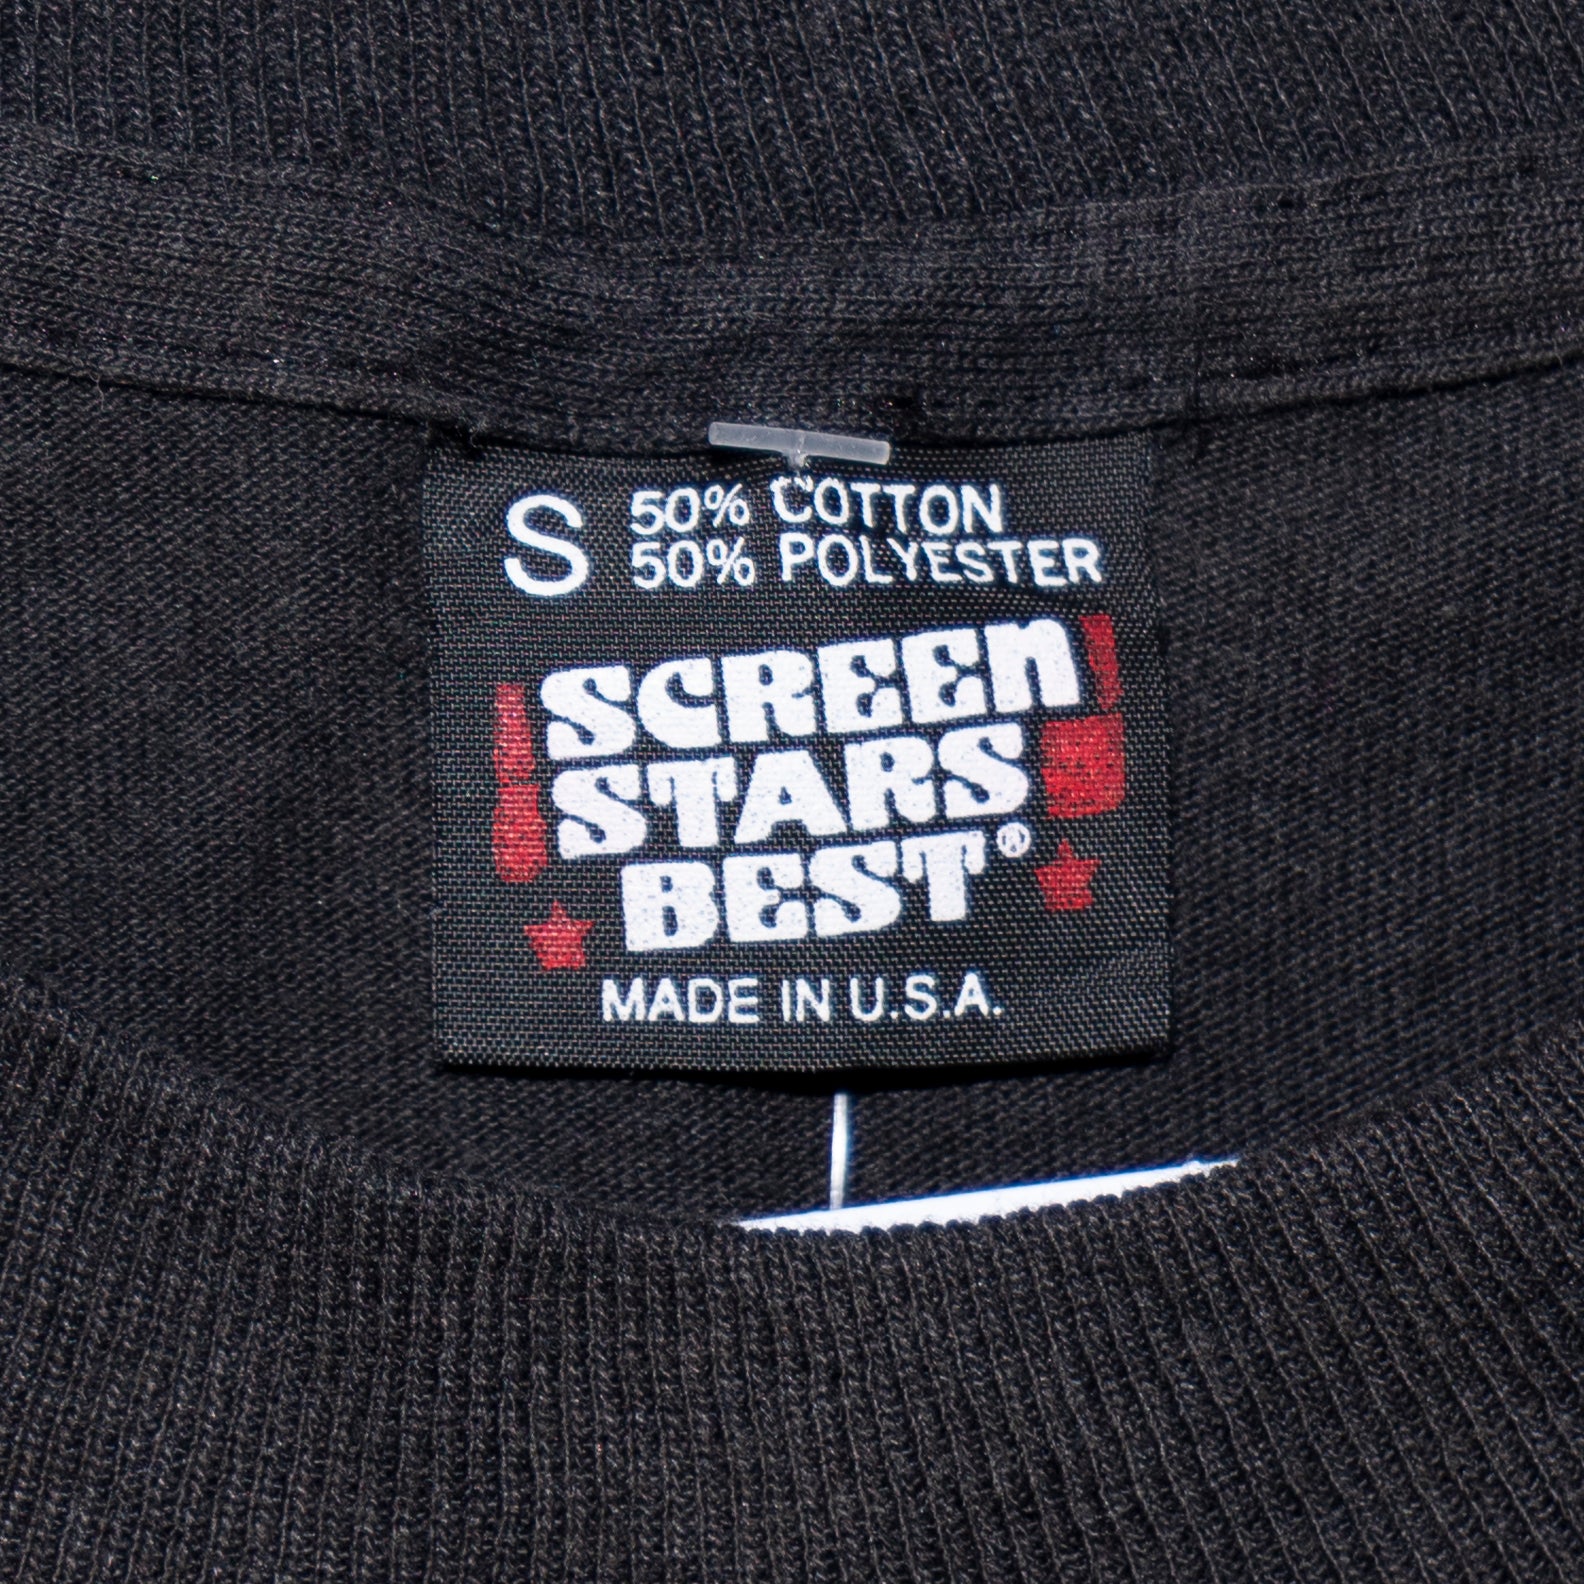 S 50% COTTON
50% POLYESTER
SCREEn
STARS
BEST®
MADE IN U.S.A.